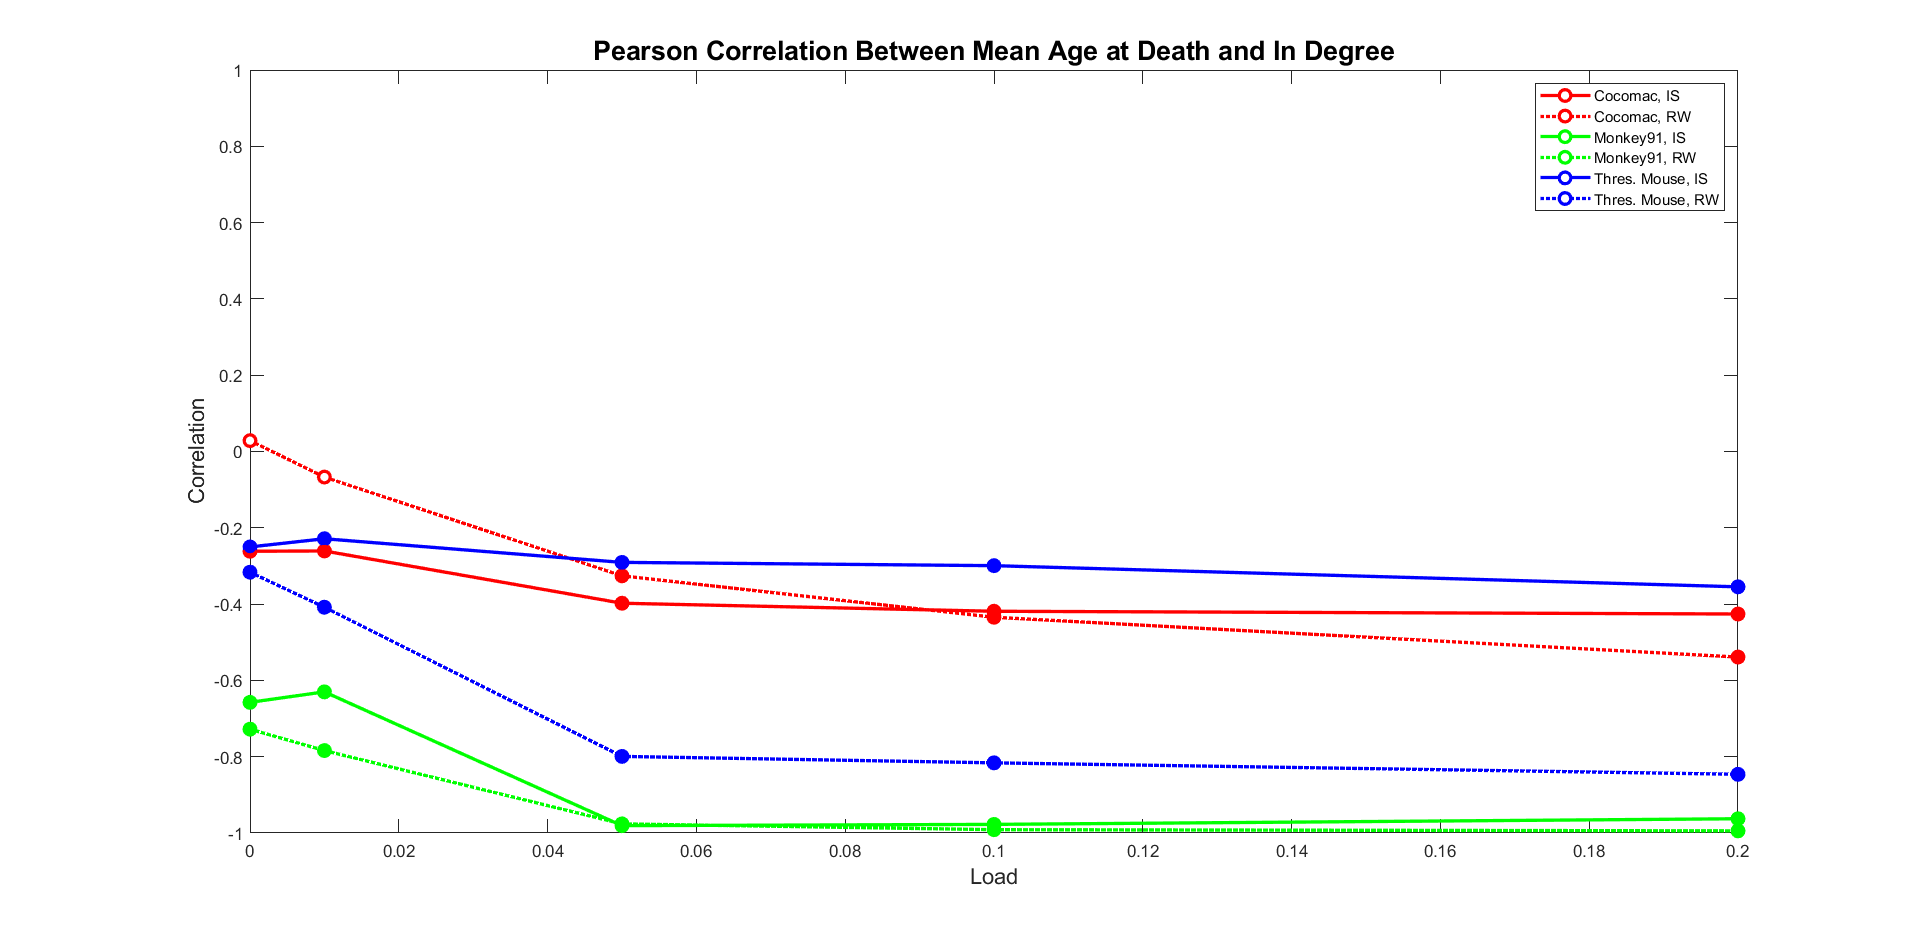 Pearson Correlation Between Mean Age at Death and In Degree
1
0.8
0.6
0.4
0.2
0
-0.2
-0.4
-0.6
-0.8
-1
Correlation
Cocomac, IS
Cocomac, RW
Monkey91, IS
Monkey91, RW
Thres. Mouse, IS
Thres. Mouse, RW
0 0.02 0.04 0.06 0.08 0.1 0.12 0.14 0.16 0.18 0.2
Load